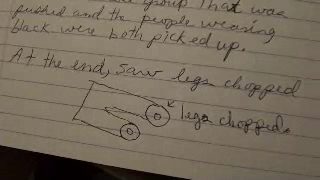 group that was
pushed and the people wearing
black were both picked up.
At the end, saw legs chopped
legs chopped.